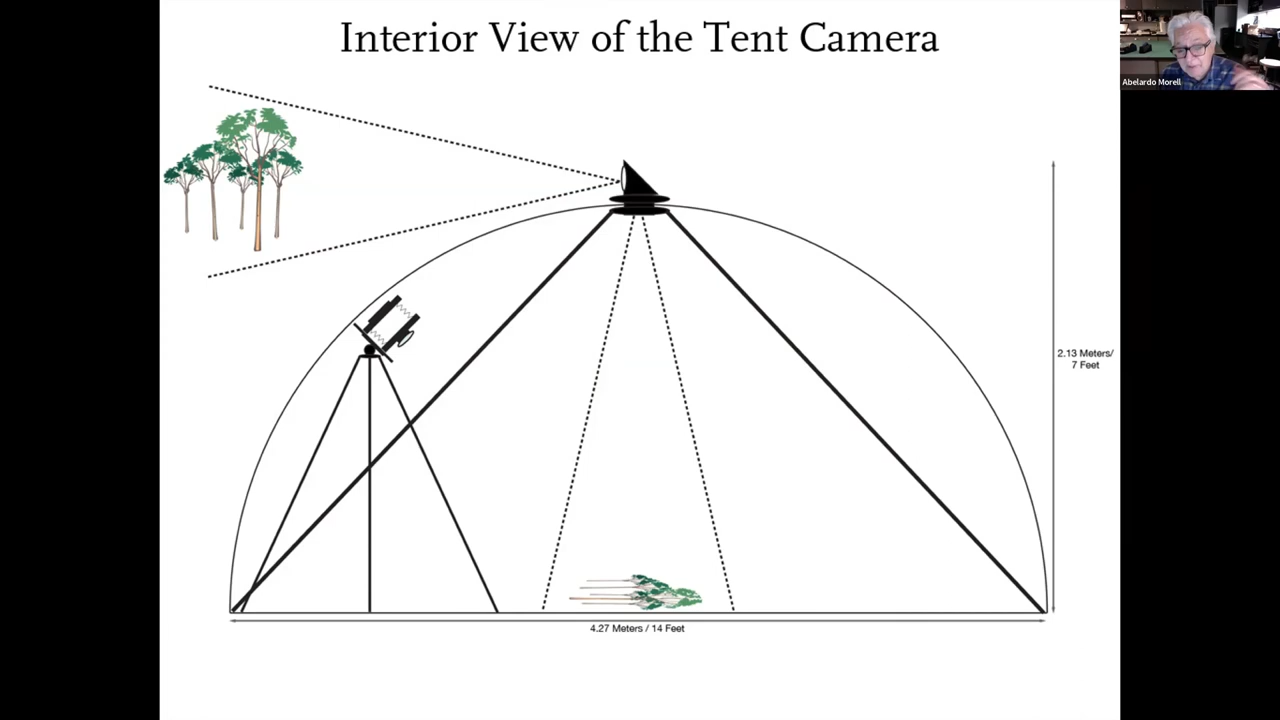 Interior View of the Tent Camera
Abelardo Morell
2.13 Meters/
7 Feet
4.27 Meters / 14 Feet